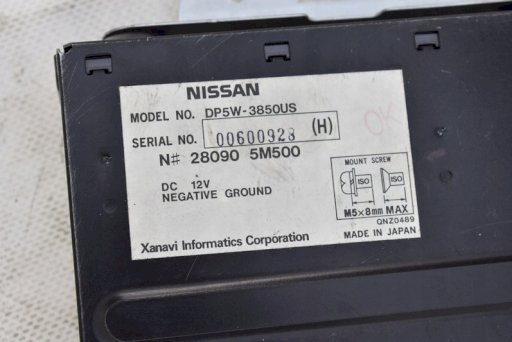 NISSAN
MODEL NO. DP5W-3850US
SERIAL NO. 00600928 (H)
N# 28090 5M500
DC 12V
NEGATIVE GROUND
MOUNT SCREW
ISO ISO
M5×8mm MAX
QNZ0489
Xanavi Informatics Corporation
MADE IN JAPAN
OK